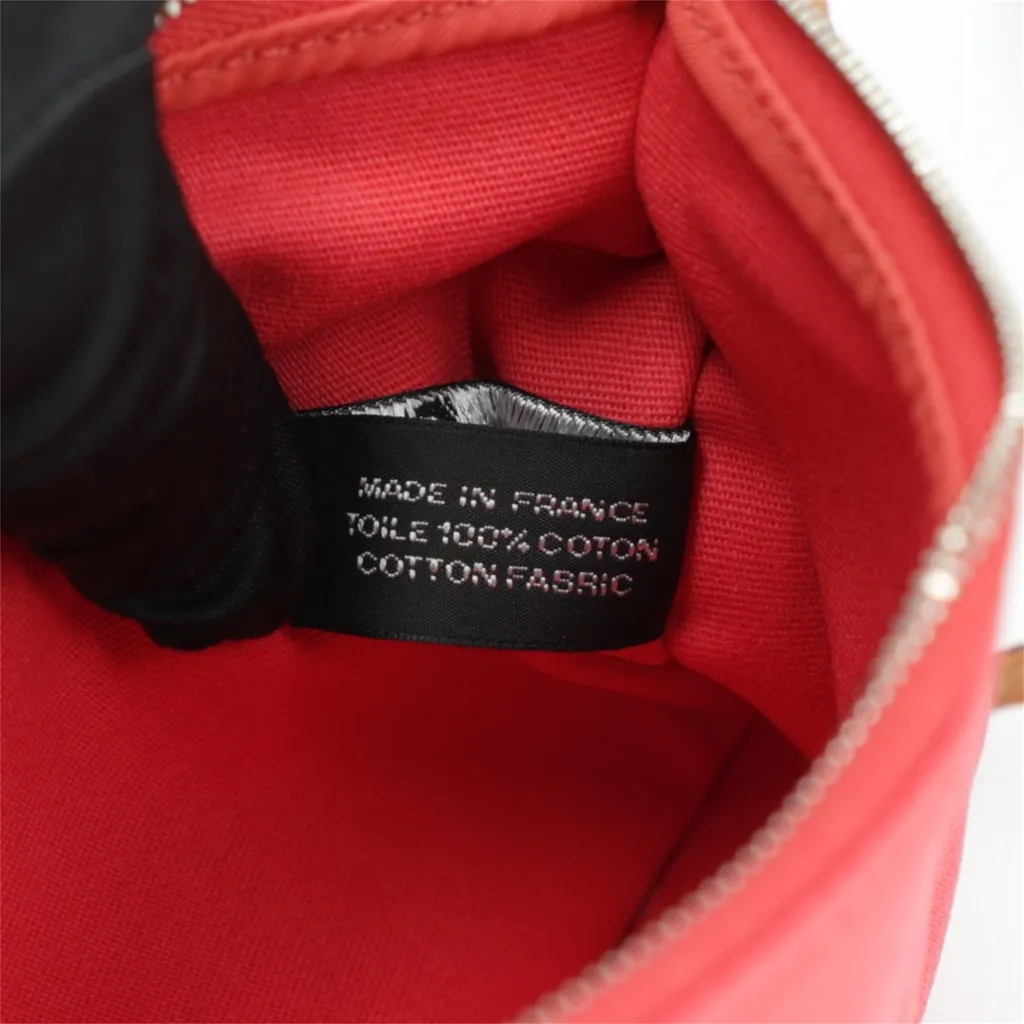 MADE IN FRANCE
TOILE 100% COTON
COTTON FABRIC